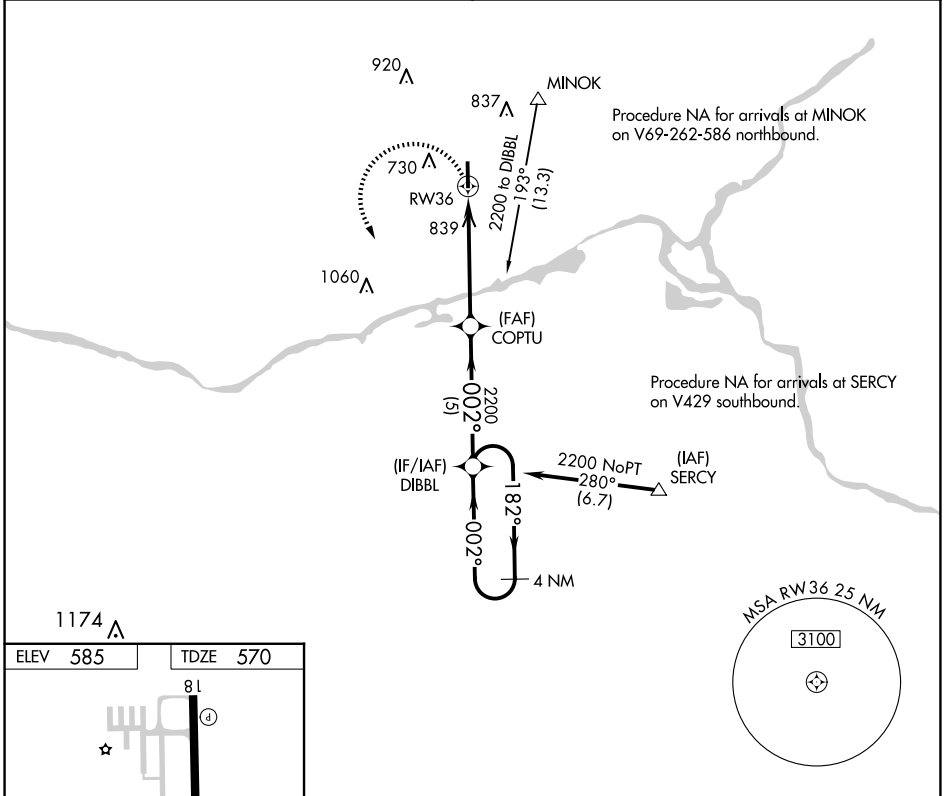 920
MINOK
837
Procedure NA for arrivals at MINOK
on V69-262-586 northbound.
730
RW36
2200 to DIBBL
193°
(13.3)
839
1060
(FAF)
COPTU
2200
002°
(5)
Procedure NA for arrivals at SERCY
on V429 southbound.
(IF/IAF)
DIBBL
2200 NoPT
280°
(6.7)
(IAF)
SERCY
182°
002°
4 NM
MSA RW36 25 NM
3100
1174
ELEV 585
TDZE 570
18
P